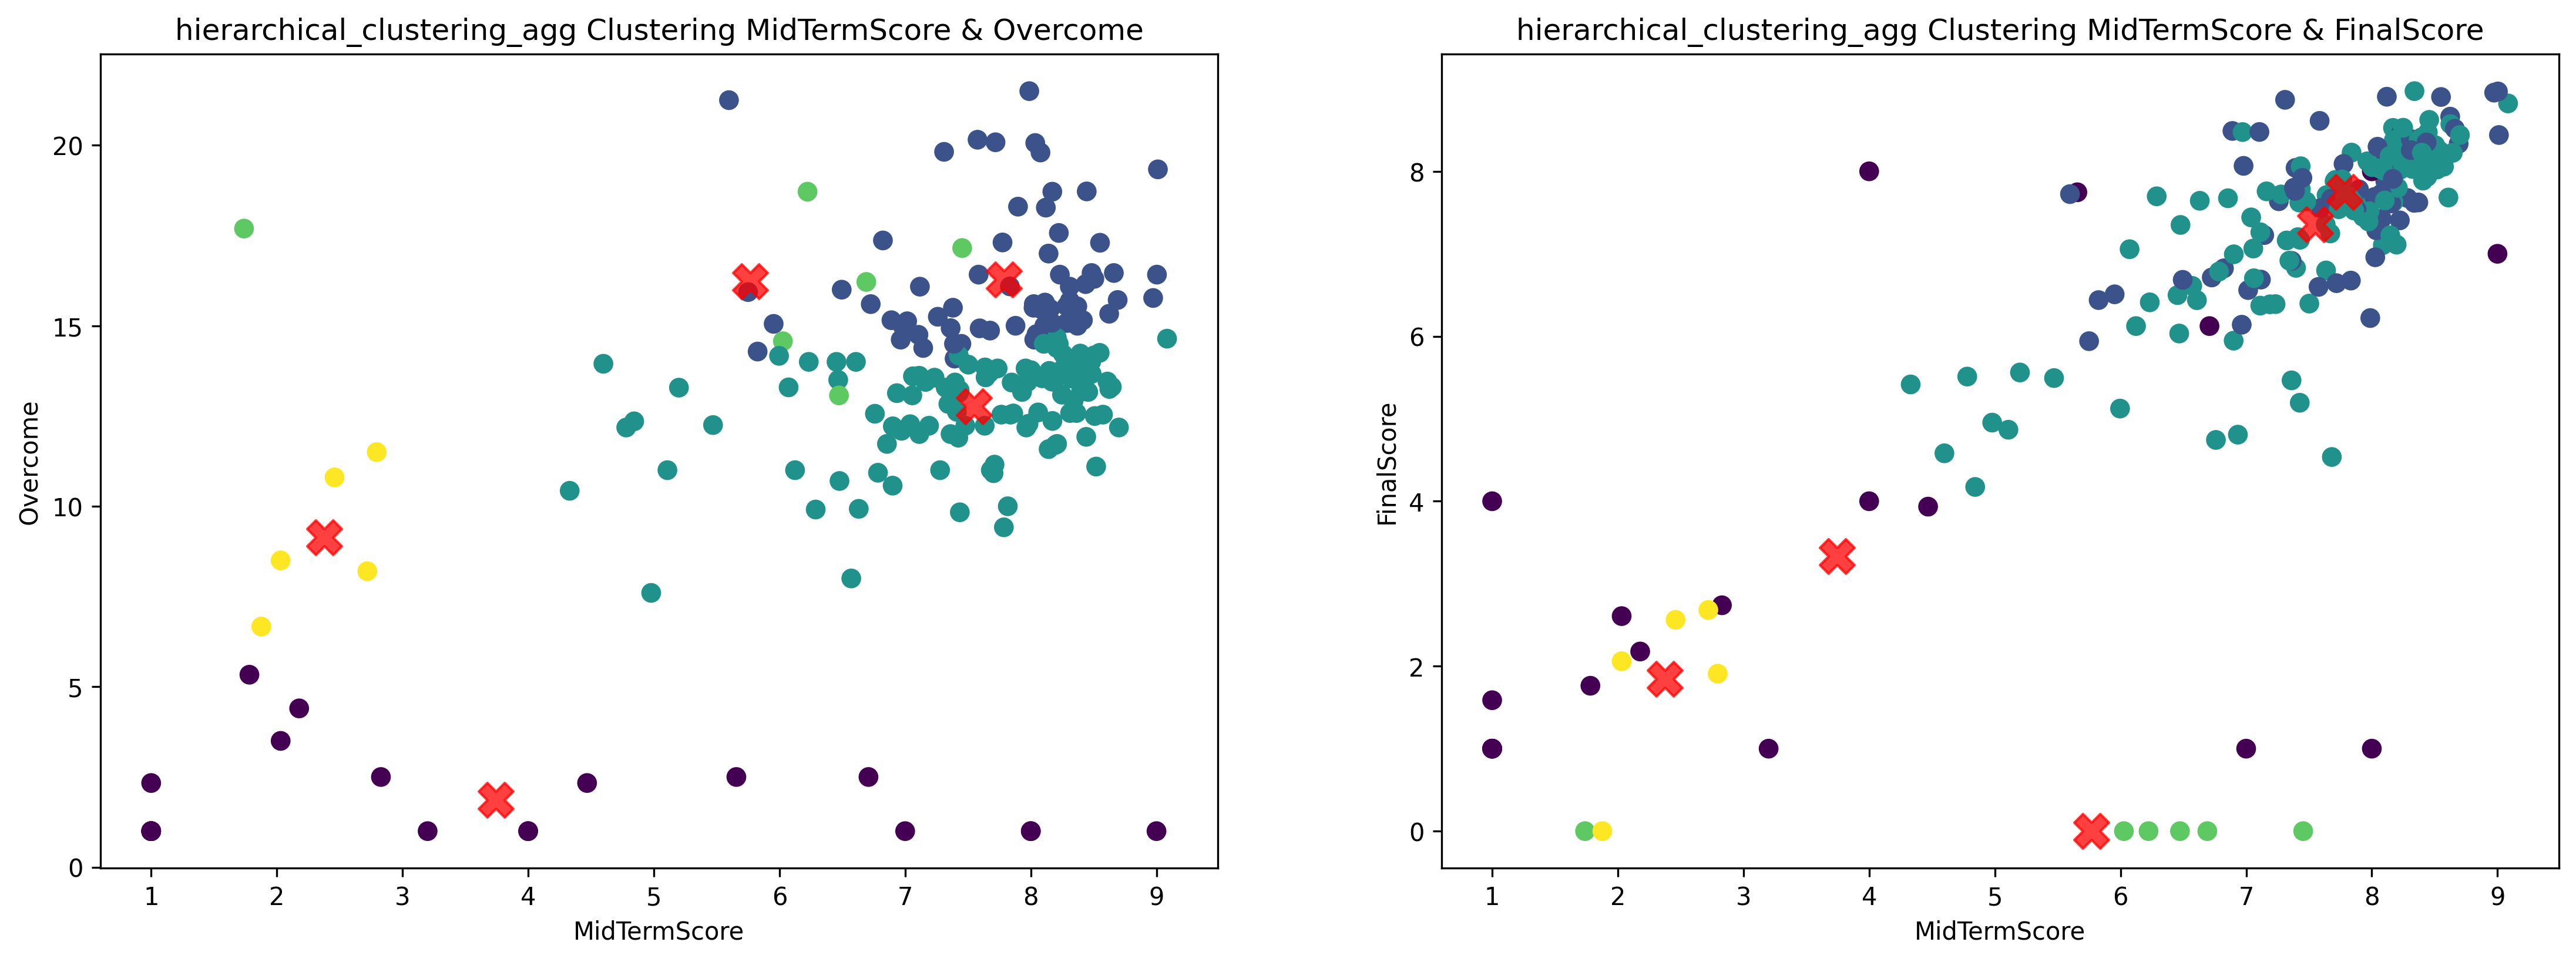 hierarchical_clustering_agg Clustering MidTermScore & Overcome
Overcome
20
15
10
5
0
1 2 3 4 5 6 7 8 9
MidTermScore
hierarchical_clustering_agg Clustering MidTermScore & FinalScore
FinalScore
8
6
4
2
0
1 2 3 4 5 6 7 8 9
MidTermScore